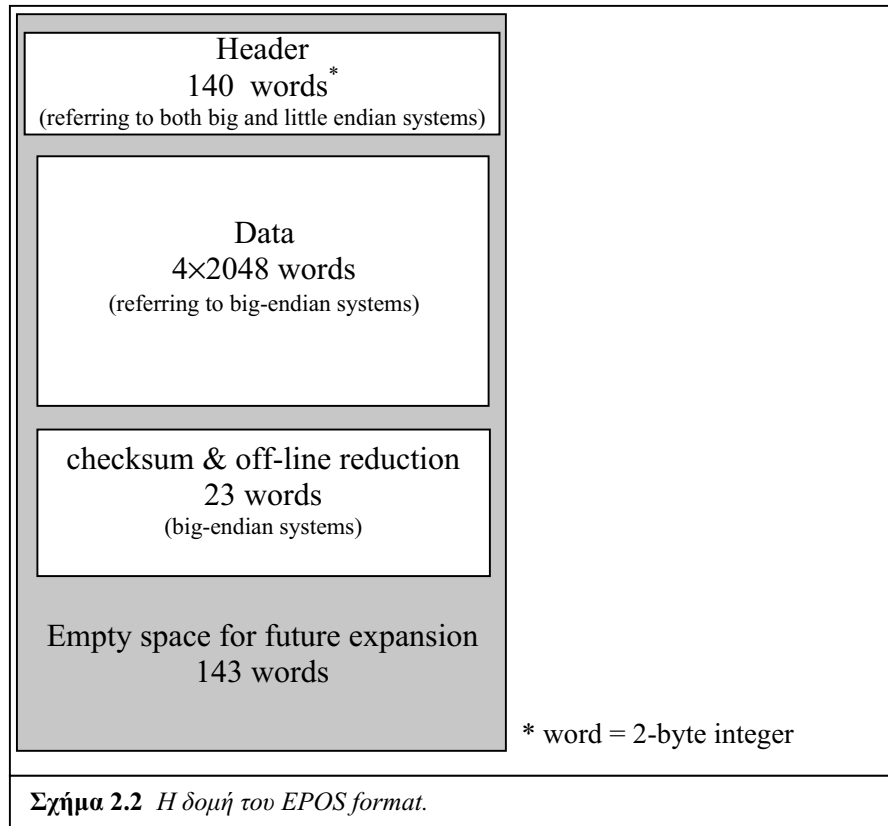 Header
140 words*
(referring to both big and little endian systems)
Data
4×2048 words
(referring to big-endian systems)
checksum & off-line reduction
23 words
(big-endian systems)
Empty space for future expansion
143 words
* word = 2-byte integer
Σχήμα 2.2 Η δομή του EPOS format.